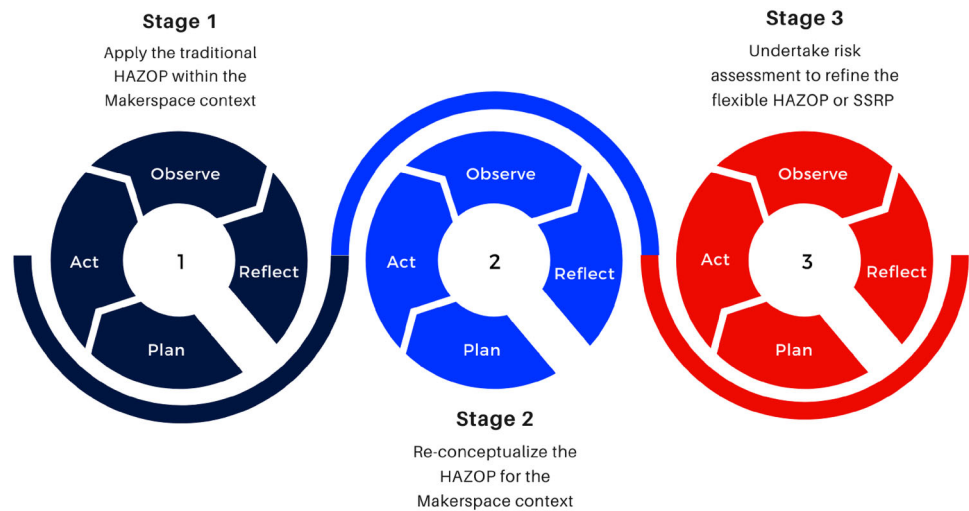 Stage 1
Apply the traditional
HAZOP within the
Makerspace context
Observe
Act
1
Reflect
Plan
Observe
Act
2
Reflect
Plan
Stage 2
Re-conceptualize the
HAZOP for the
Makerspace context
Stage 3
Undertake risk
assessment to refine the
flexible HAZOP or SSRP
Observe
Act
3
Reflect
Plan